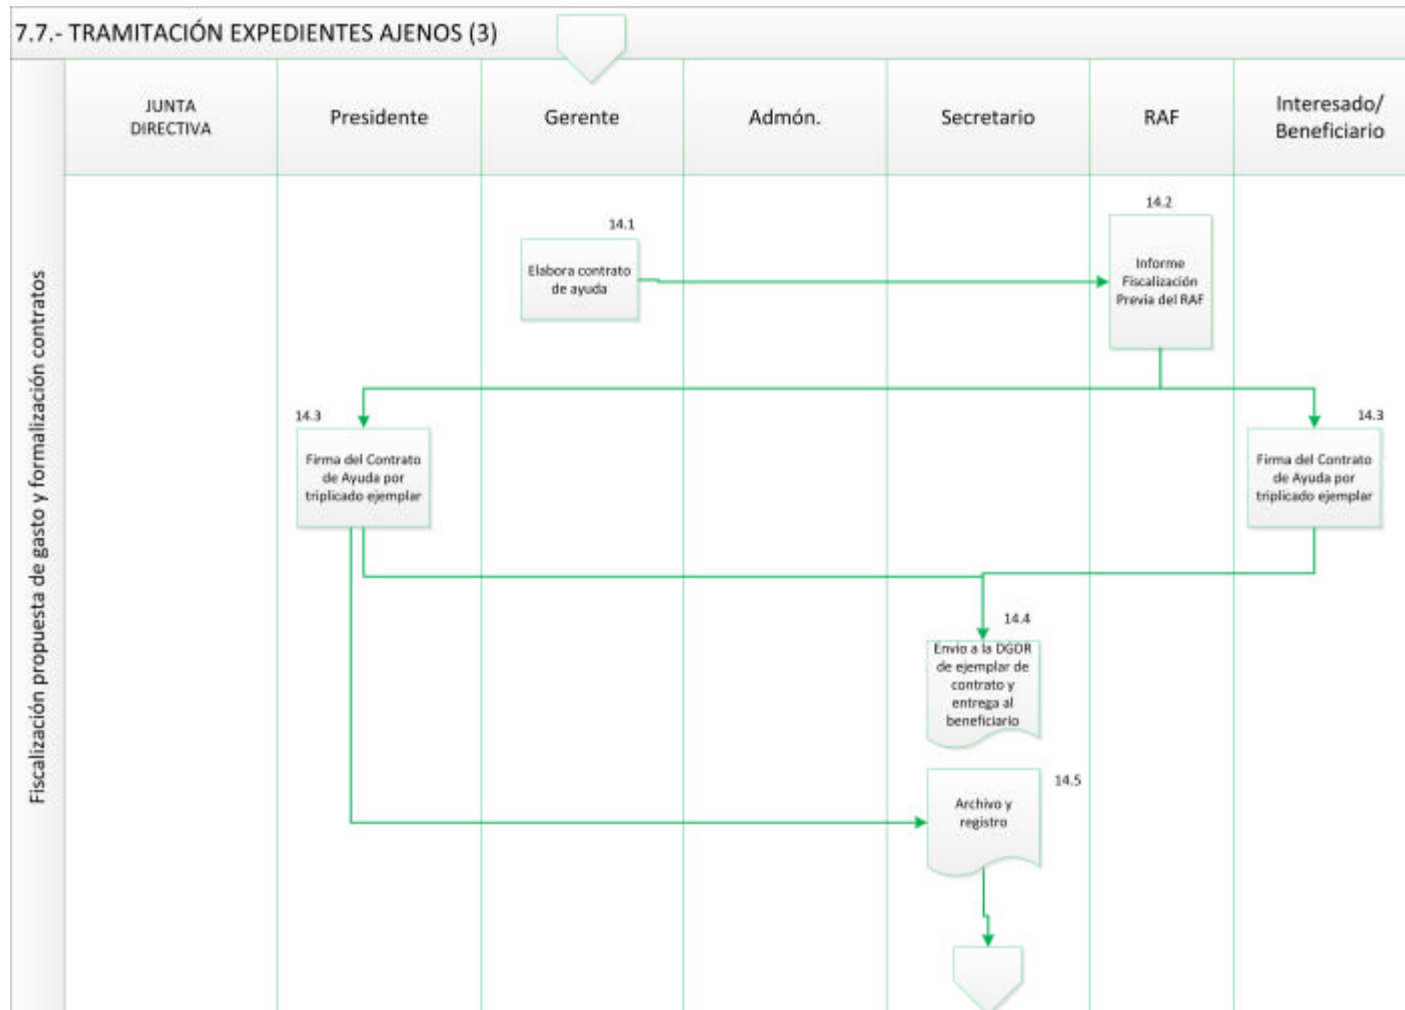 7.7.- TRAMITACIÓN EXPEDIENTES AJENOS (3)
JUNTA
DIRECTIVA
Presidente
Gerente
Admón.
Secretario
RAF
Interesado/
Beneficiario
Fiscalización propuesta de gasto y formalización contratos
14.1
Elabora contrato
de ayuda
14.2
Informe
Fiscalización
Previa del RAF
14.3
Firma del Contrato
de Ayuda por
triplicado ejemplar
14.3
Firma del Contrato
de Ayuda por
triplicado ejemplar
14.4
Envio a la DGDR
de ejemplar de
contrato y
entrega al
beneficiario
14.5
Archivo y
registro